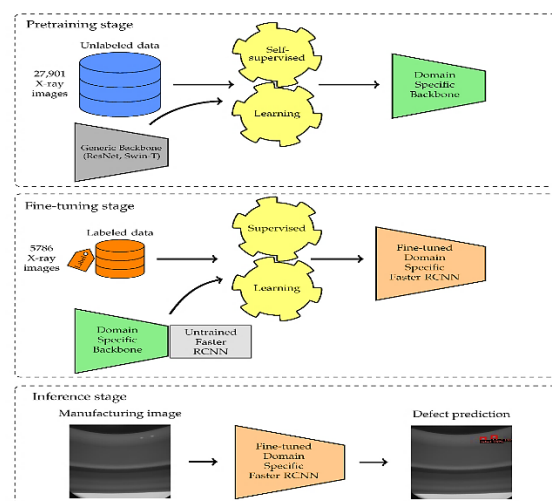 Pretraining stage
Unlabeled data
27,901
X-ray
images
Self-
supervised
Learning
Domain
Specific
Backbone
Generic Backbone
(ResNet, Swin-T)
Fine-tuning stage
Labeled data
5786
X-ray
images
Supervised
Learning
Fine-tuned
Domain
Specific
Faster RCNN
Domain
Specific
Backbone
Untrained
Faster
RCNN
Inference stage
Manufacturing image
Defect prediction
Fine-tuned
Domain
Specific
Faster RCNN